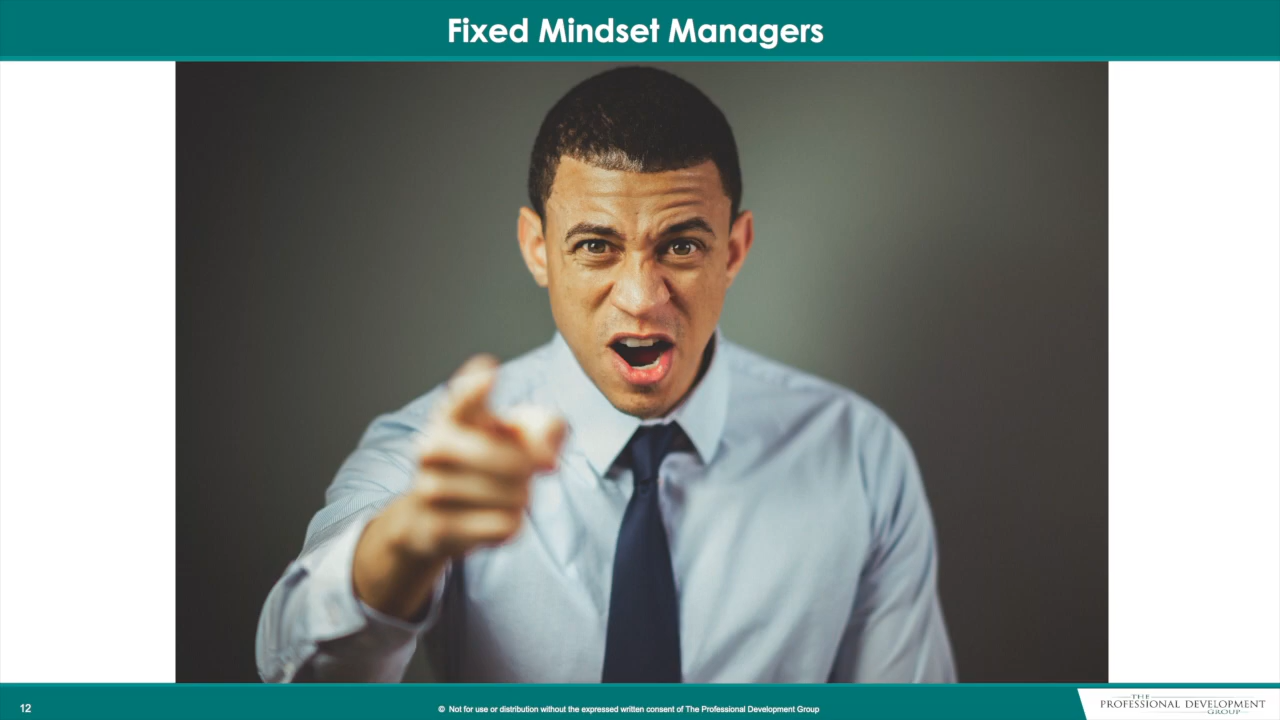 Fixed Mindset Managers
12
© Not for use or distribution without the expressed written consent of The Professional Development Group
THE
PROFESSIONAL DEVELOPMENT
GROUP